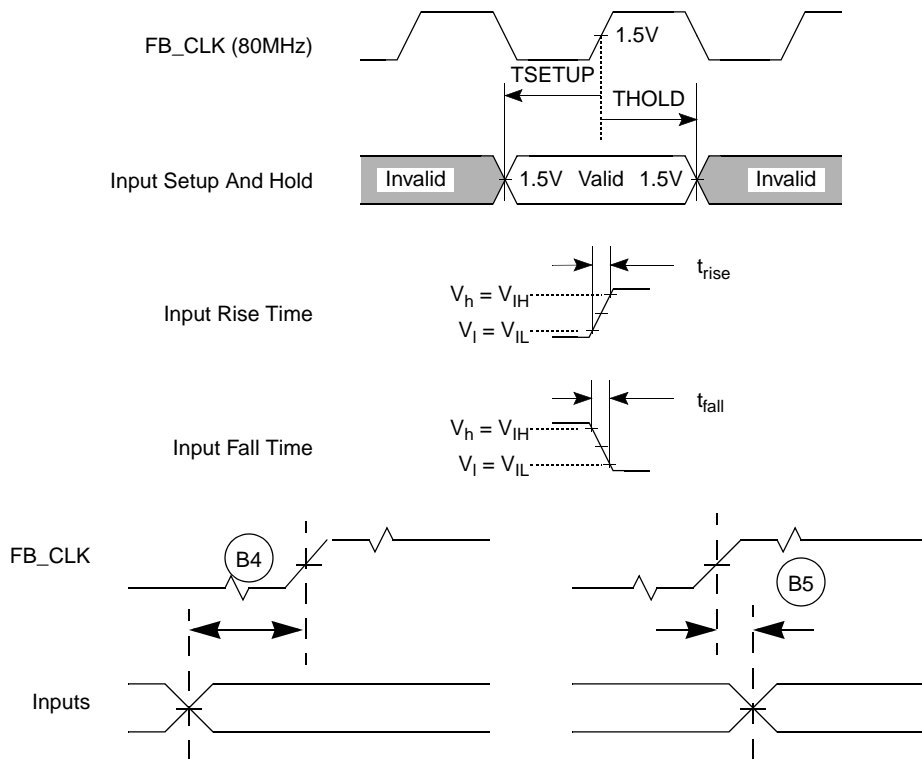 FB_CLK (80MHz)
1.5V
TSETUP
THOLD
Input Setup And Hold
Invalid
1.5V Valid 1.5V
Invalid
t_rise
V_h = V_IH
Input Rise Time
V_l = V_IL
t_fall
V_h = V_IH
Input Fall Time
V_l = V_IL
FB_CLK
B4
B5
Inputs